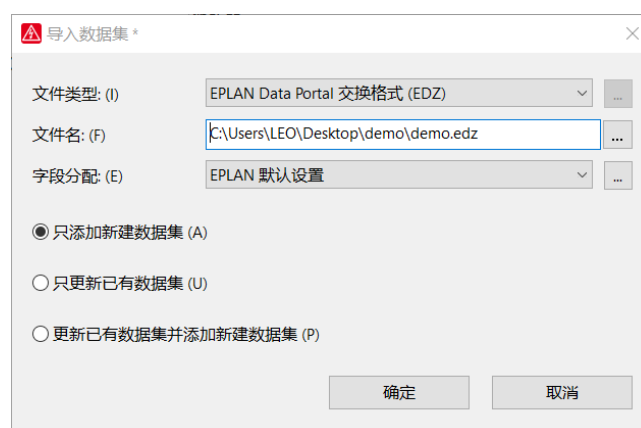 导入数据集 *
文件类型: (I) EPLAN Data Portal 交换格式 (EDZ) ...
文件名: (F) C:\Users\LEO\Desktop\demo\demo.edz ...
字段分配: (E) EPLAN 默认设置 ...
只添加新建数据集 (A)
只更新已有数据集 (U)
更新已有数据集并添加新建数据集 (P)
确定 取消